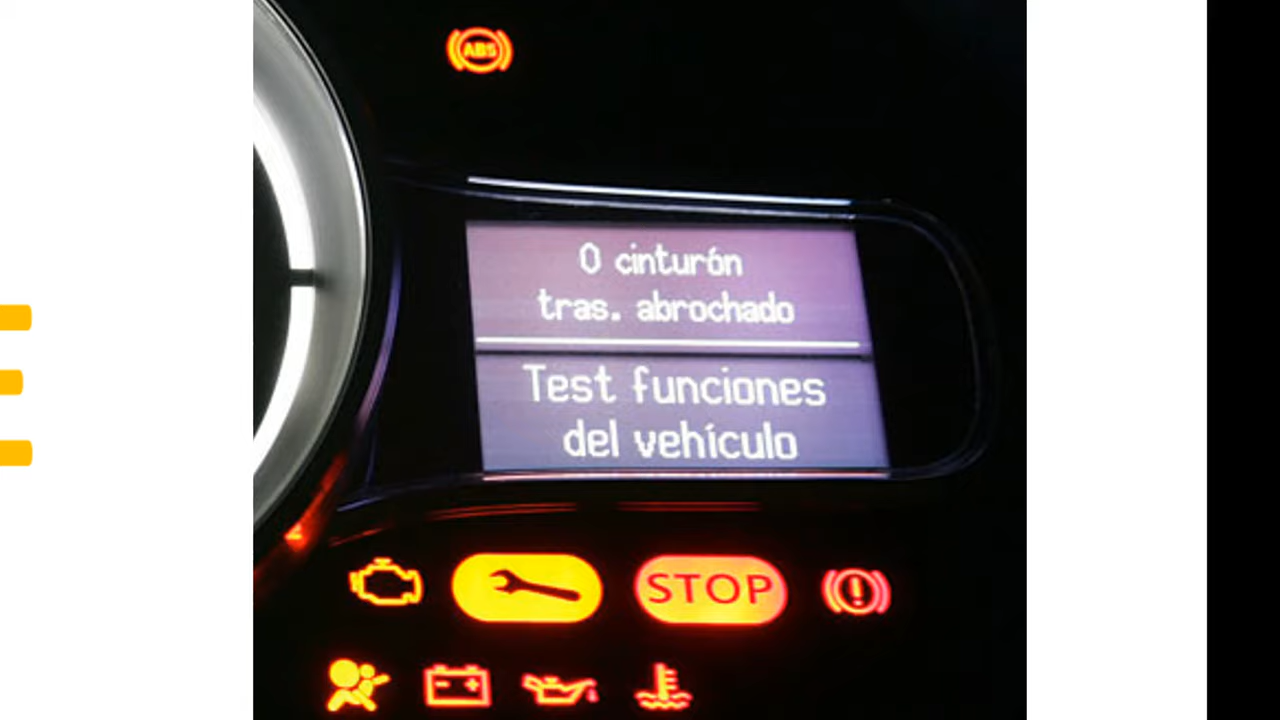 ABS
0 cinturón
tras. abrochado
Test funciones
del vehículo
STOP